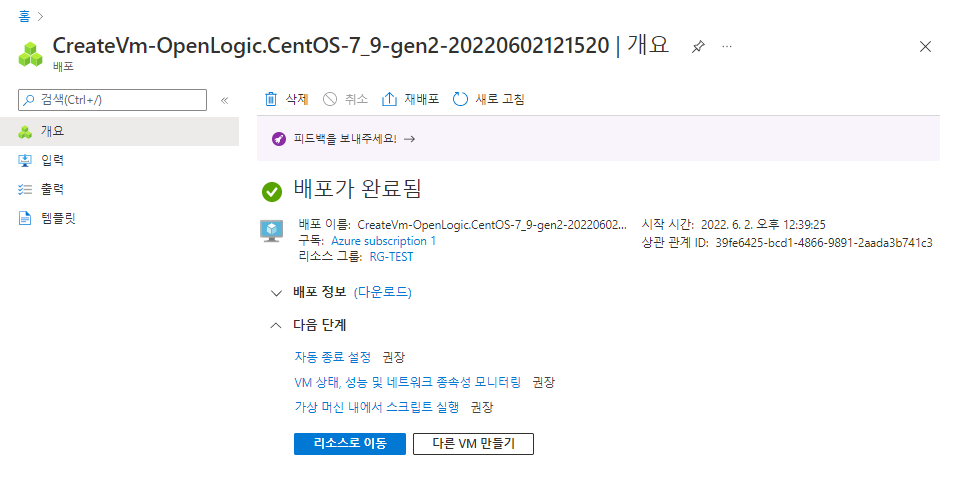 홈
CreateVm-OpenLogic.CentOS-7_9-gen2-20220602121520 | 개요
배포
검색(Ctrl+/)
삭제 취소 재배포 새로 고침
개요
입력
출력
템플릿
피드백을 보내주세요! →
배포가 완료됨
배포 이름: CreateVm-OpenLogic.CentOS-7_9-gen2-20220602... 시작 시간: 2022. 6. 2. 오후 12:39:25
구독: Azure subscription 1 상관 관계 ID: 39fe6425-bcd1-4866-9891-2aada3b741c3
리소스 그룹: RG-TEST
배포 정보 (다운로드)
다음 단계
자동 종료 설정 권장
VM 상태, 성능 및 네트워크 종속성 모니터링 권장
가상 머신 내에서 스크립트 실행 권장
리소스로 이동 다른 VM 만들기